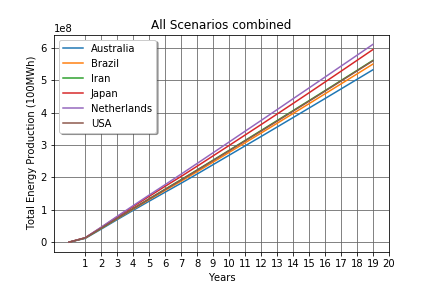 All Scenarios combined
1e8
Total Energy Production (100MWh)
6
5
4
3
2
1
0
Australia
Brazil
Iran
Japan
Netherlands
USA
1 2 3 4 5 6 7 8 9 10 11 12 13 14 15 16 17 18 19 20
Years